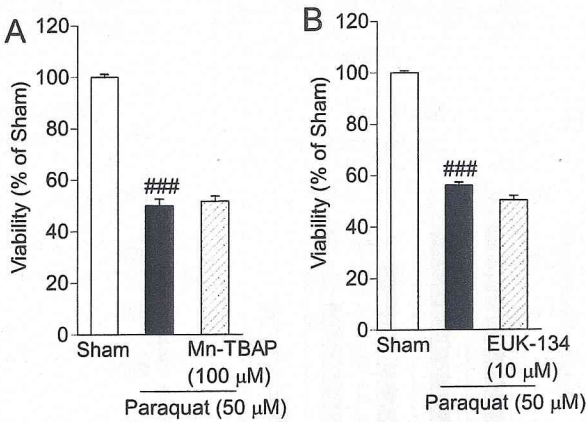 A
Viability (% of Sham)
120
100
80
60
40
20
0
###
Sham
Mn-TBAP
(100 µM)
Paraquat (50 µM)
B
Viability (% of Sham)
120
100
80
60
40
20
0
###
Sham
EUK-134
(10 µM)
Paraquat (50 µM)